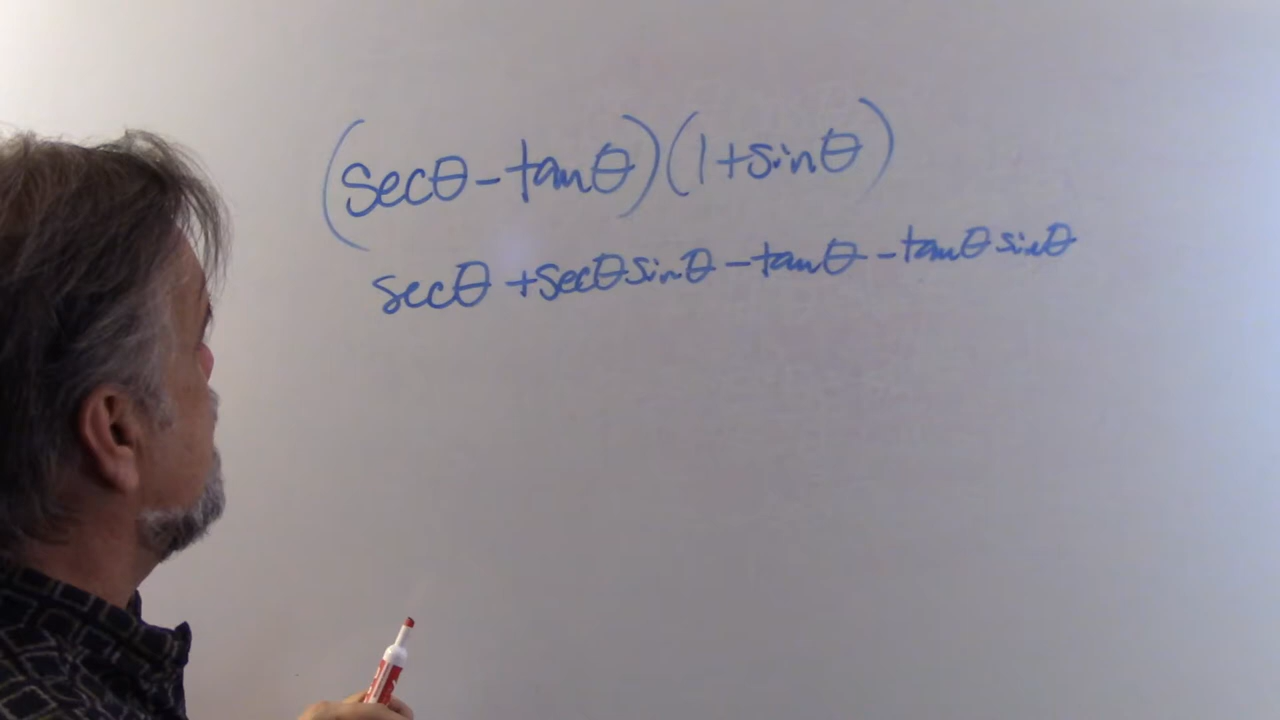 (secθ - tanθ)(1 + sinθ)
secθ + secθ sinθ - tanθ - tanθ sinθ